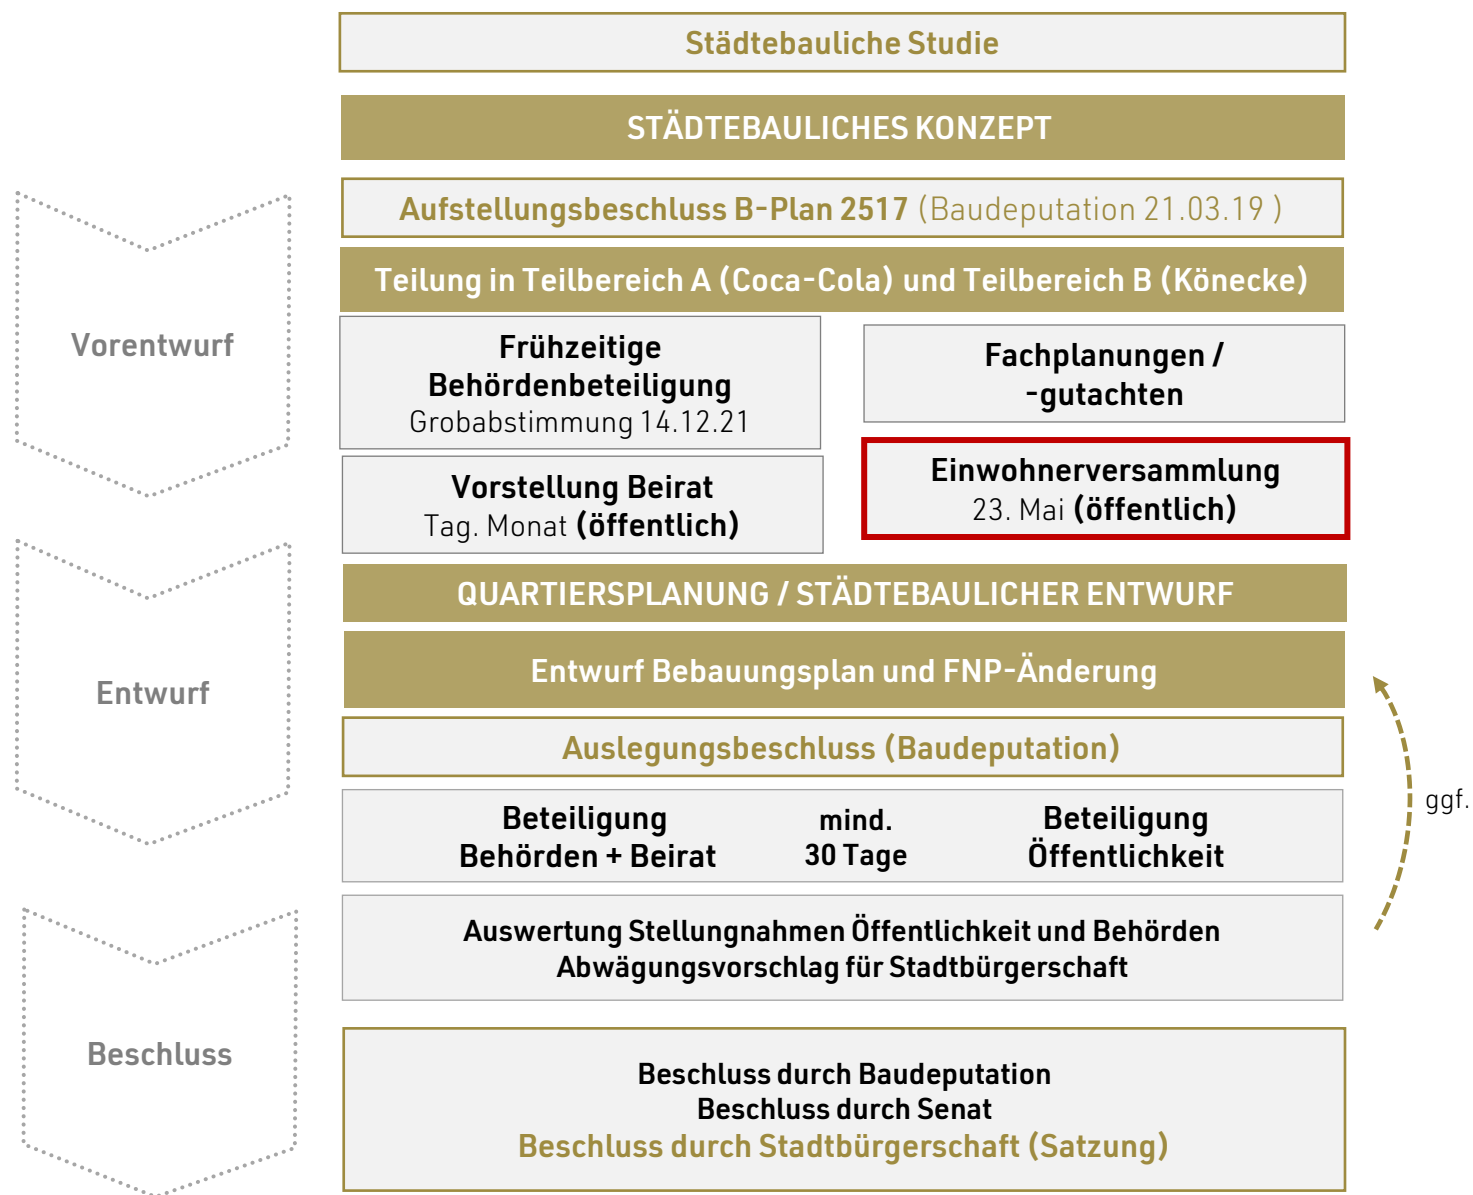 Städtebauliche Studie
STÄDTEBAULICHES KONZEPT
Aufstellungsbeschluss B-Plan 2517 (Baudeputation 21.03.19 )
Teilung in Teilbereich A (Coca-Cola) und Teilbereich B (Könecke)
Vorentwurf
Frühzeitige
Behördenbeteiligung
Grobabstimmung 14.12.21
Fachplanungen /
-gutachten
Vorstellung Beirat
Tag. Monat (öffentlich)
Einwohnerversammlung
23. Mai (öffentlich)
QUARTIERSPLANUNG / STÄDTEBAULICHER ENTWURF
Entwurf
Entwurf Bebauungsplan und FNP-Änderung
Auslegungsbeschluss (Baudeputation)
Beteiligung
Behörden + Beirat
mind.
30 Tage
Beteiligung
Öffentlichkeit
ggf.
Auswertung Stellungnahmen Öffentlichkeit und Behörden
Abwägungsvorschlag für Stadtbürgerschaft
Beschluss
Beschluss durch Baudeputation
Beschluss durch Senat
Beschluss durch Stadtbürgerschaft (Satzung)